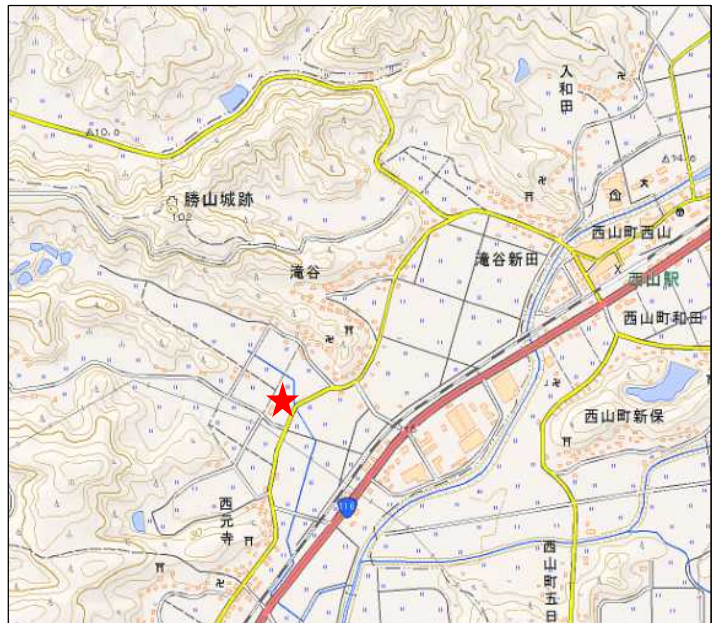 入和田
△10.0
△14.6
勝山城跡
102
西山町西山
滝谷
滝谷新田
西山駅
西山町和田
西山町新保
116
西元寺
西山町五日